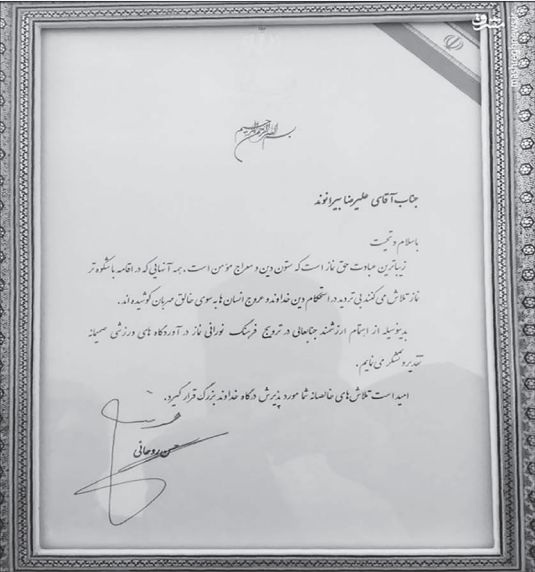 بسم الله الرحمن الرحیم
جناب آقای علیرضا بیرانوند
باسلام و تحیت
زیباترین عبادت حق نماز است که ستون دین و معراج مؤمن است. همه آنهایی که در اقامه باشکوه تر
نماز تلاش می کنند بی تردید در استحکام دین خداوند و عروج انسان ها به سوی خالق مهربان کوشیده اند.
بدینوسیله از اهتمام ارزشمند جنابعالی در ترویج فرهنگ نورانی نماز در آوردگاه های ورزشی صمیمانه
تقدیر و تشکر می نمایم.
امید است تلاش های خالصانه شما مورد پذیرش درگاه خداوند بزرگ قرار گیرد.
حسن روحانی
مشرق